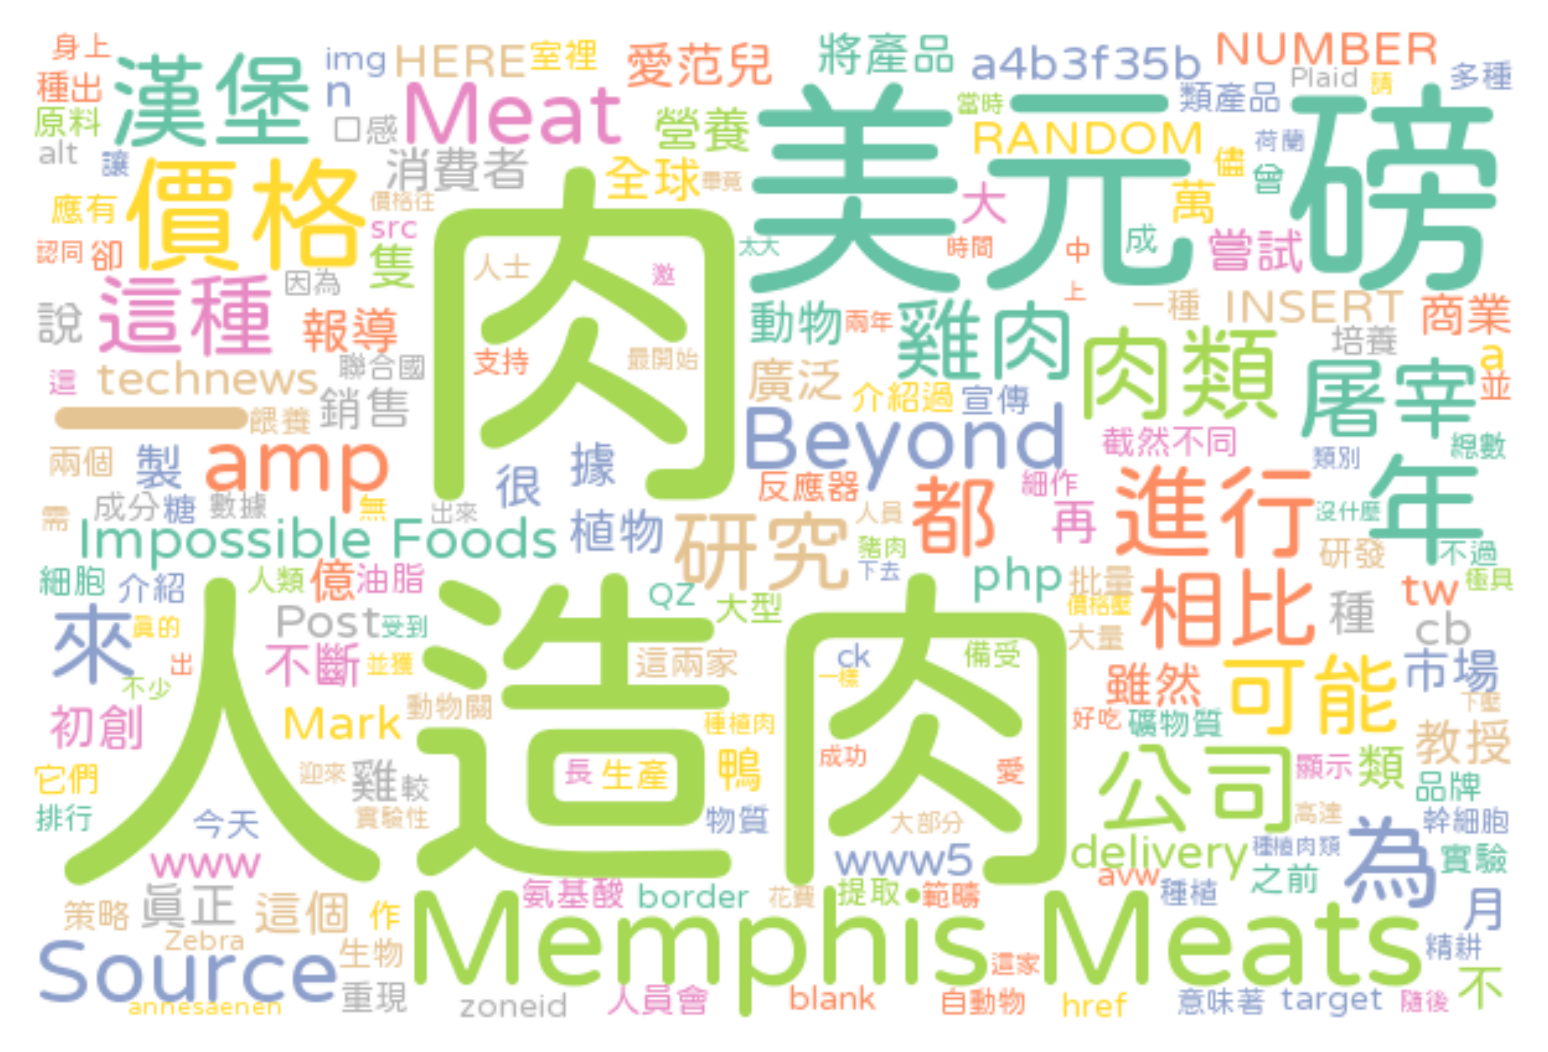 身上 img HERE 室裡 愛范兒 將產品 a4b3f35b NUMBER
種出 漢堡 n Meat 當時 類產品 Plaid 請 多種
原料 口感 營養 美元 磅 RANDOM 荷蘭
alt 讓 價格 消費者 全球 畢竟 儘 曾
應有 價格往 大 萬
認同 卻 src 隻 肉 太大 時間 中 成 嘗試
因為 人士 邀 上
說 這種 報導 動物 兩年 雞肉 一種 INSERT 商業
這 technews 聯合國 支持 最開始 肉類 培養 a
餵養 銷售 廣泛 介紹過 宣傳 屠宰 並
兩個 製 amp 很 據 Beyond 截然不同 類別 總數
需 成分 糖 數據 無 出來 反應器 都 細作 進行 年
Impossible Foods 植物 研究 人員 再 沒什麼
豬肉 研發 不過
細胞 介紹 人類 億 油脂 QZ 下去 php 批量 相比 tw 極具
來 真的 Post 受到 大型 價格壓 種 cb
出 不斷 並獲 這兩家 ck 備受 大量 市場
不少 人造肉 一樣 雖然 可能 下壓
初創 Mark 動物關 種植肉 好吃 礦物質 教授
它們 迎來 雞 較 長 生產 鴨 成功 愛 公司 顯示 類 品牌
排行 今天 實驗性 物質 大部分 高達 幹細胞
www www5 delivery 種植肉類 為 實驗
氨基酸 border 花費 提取 範疇 avw 種植 之前
策略 真正 這個 作 Memphis Meats 月
Source Zebra 生物 這家 精耕
annesaenen 重現 zoneid 人員會 blank 自動物 href 意味著 target 隨後 不